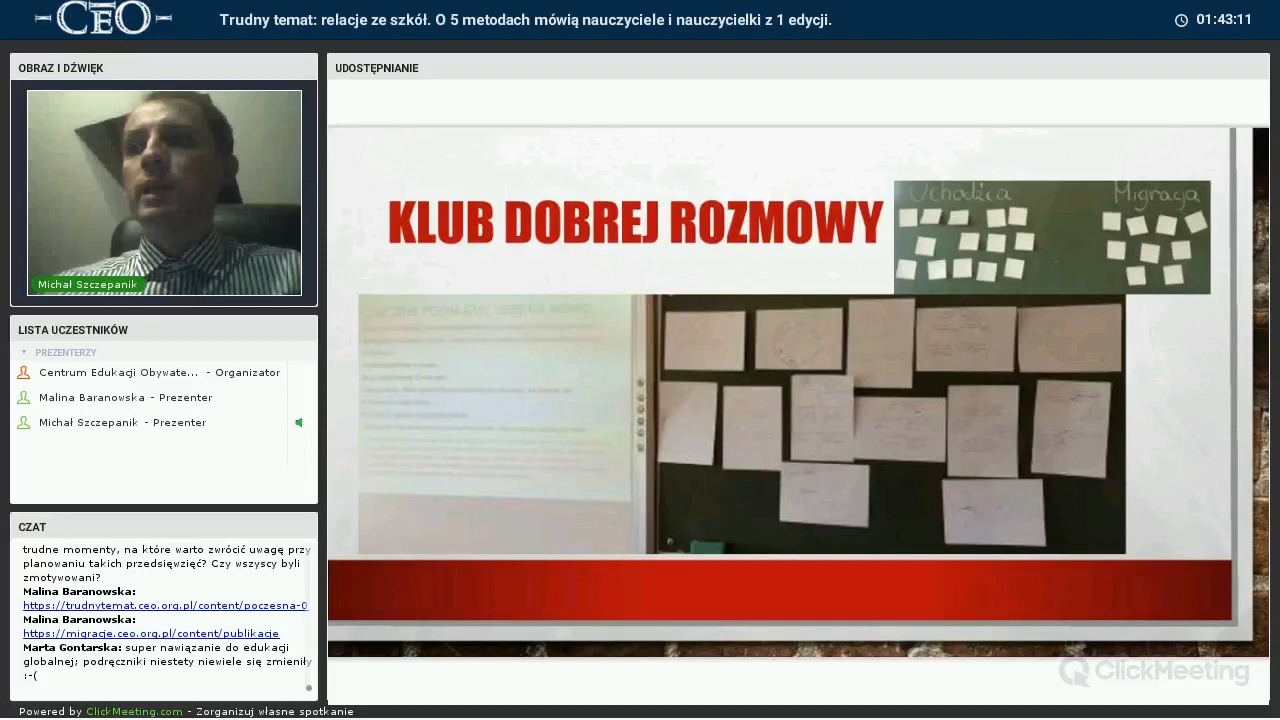 CEO
Trudny temat: relacje ze szkół. O 5 metodach mówią nauczyciele i nauczycielki z 1 edycji.
01:43:11
OBRAZ I DŹWIĘK
Michał Szczepanik
LISTA UCZESTNIKÓW
PREZENTERZY
Centrum Edukacji Obywate... - Organizator
Malina Baranowska - Prezenter
Michał Szczepanik - Prezenter
CZAT
trudne momenty, na które warto zwrócić uwagę przy
planowaniu takich przedsięwzięć? Czy wszyscy byli
zmotywowani?
Malina Baranowska:
https://trudnytemat.ceo.org.pl/content/poczesna-0
Malina Baranowska:
https://migracje.ceo.org.pl/content/publikacje
Marta Gontarska: super nawiązanie do edukacji
globalnej; podręczniki niestety niewiele się zmieniły
:-(
UDOSTĘPNIANIE
KLUB DOBREJ ROZMOWY
Uchodźca
Migracja
ClickMeeting
Powered by ClickMeeting.com - Zorganizuj własne spotkanie